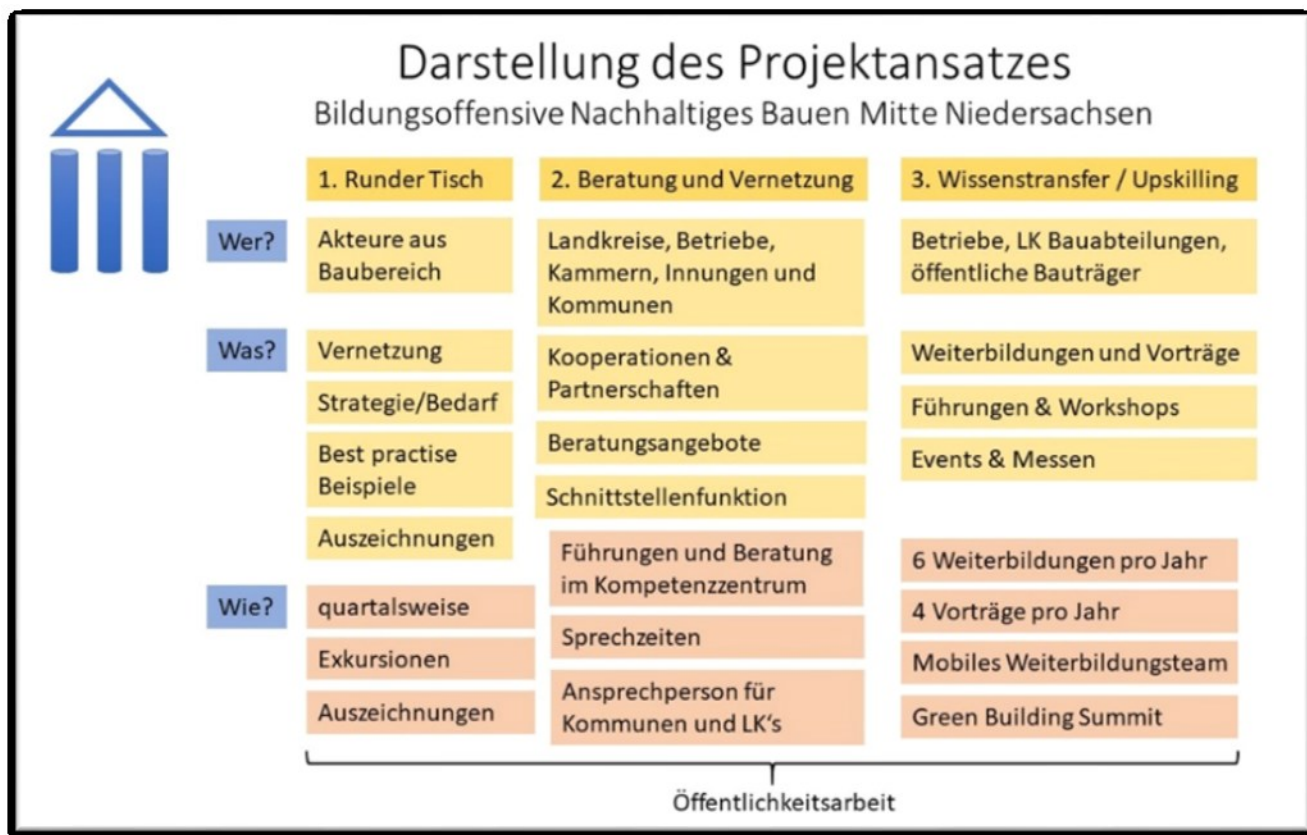 Darstellung des Projektansatzes
Bildungsoffensive Nachhaltiges Bauen Mitte Niedersachsen
1. Runder Tisch
2. Beratung und Vernetzung
3. Wissenstransfer / Upskilling
Wer?
Akteure aus
Baubereich
Landkreise, Betriebe,
Kammern, Innungen und
Kommunen
Betriebe, LK Bauabteilungen,
öffentliche Bauträger
Was?
Vernetzung
Strategie/Bedarf
Best practise
Beispiele
Auszeichnungen
Kooperationen &
Partnerschaften
Beratungsangebote
Schnittstellenfunktion
Weiterbildungen und Vorträge
Führungen & Workshops
Events & Messen
Wie?
quartalsweise
Exkursionen
Auszeichnungen
Führungen und Beratung
im Kompetenzzentrum
Sprechzeiten
Ansprechperson für
Kommunen und LK's
6 Weiterbildungen pro Jahr
4 Vorträge pro Jahr
Mobiles Weiterbildungsteam
Green Building Summit
Öffentlichkeitsarbeit